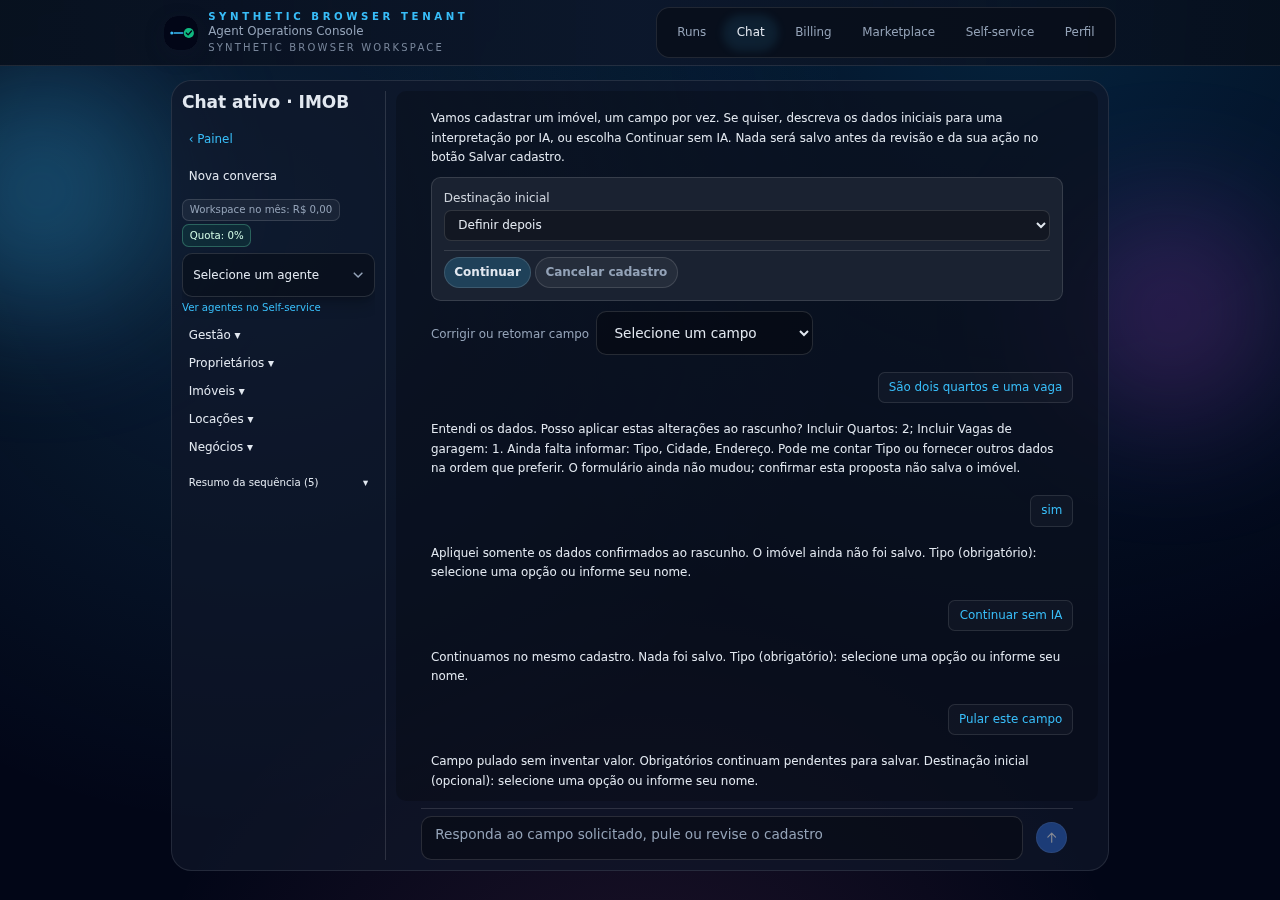 SYNTHETIC BROWSER TENANT
Agent Operations Console
SYNTHETIC BROWSER WORKSPACE
Runs
Chat
Billing
Marketplace
Self-service
Perfil
Chat ativo · IMOB
‹ Painel
Nova conversa
Workspace no mês: R$ 0,00
Quota: 0%
Selecione um agente
Ver agentes no Self-service
Gestão ▾
Proprietários ▾
Imóveis ▾
Locações ▾
Negócios ▾
Resumo da sequência (5) ▾
Vamos cadastrar um imóvel, um campo por vez. Se quiser, descreva os dados iniciais para uma
interpretação por IA, ou escolha Continuar sem IA. Nada será salvo antes da revisão e da sua ação no
botão Salvar cadastro.
Destinação inicial
Definir depois
Continuar
Cancelar cadastro
Corrigir ou retomar campo
Selecione um campo
São dois quartos e uma vaga
Entendi os dados. Posso aplicar estas alterações ao rascunho? Incluir Quartos: 2; Incluir Vagas de
garagem: 1. Ainda falta informar: Tipo, Cidade, Endereço. Pode me contar Tipo ou fornecer outros dados
na ordem que preferir. O formulário ainda não mudou; confirmar esta proposta não salva o imóvel.
sim
Apliquei somente os dados confirmados ao rascunho. O imóvel ainda não foi salvo. Tipo (obrigatório):
selecione uma opção ou informe seu nome.
Continuar sem IA
Continuamos no mesmo cadastro. Nada foi salvo. Tipo (obrigatório): selecione uma opção ou informe seu
nome.
Pular este campo
Campo pulado sem inventar valor. Obrigatórios continuam pendentes para salvar. Destinação inicial
(opcional): selecione uma opção ou informe seu nome.
Responda ao campo solicitado, pule ou revise o cadastro